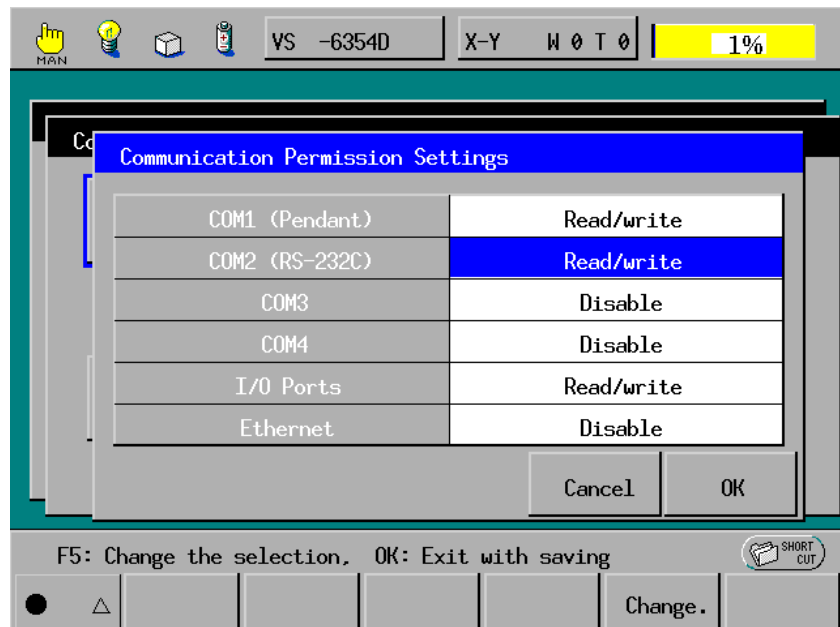 MAN
VS -6354D
X-Y W 0 T 0
1%
Co
Communication Permission Settings
COM1 (Pendant) Read/write
COM2 (RS-232C) Read/write
COM3 Disable
COM4 Disable
I/O Ports Read/write
Ethernet Disable
Cancel OK
F5: Change the selection, OK: Exit with saving
SHORT
CUT
Change.